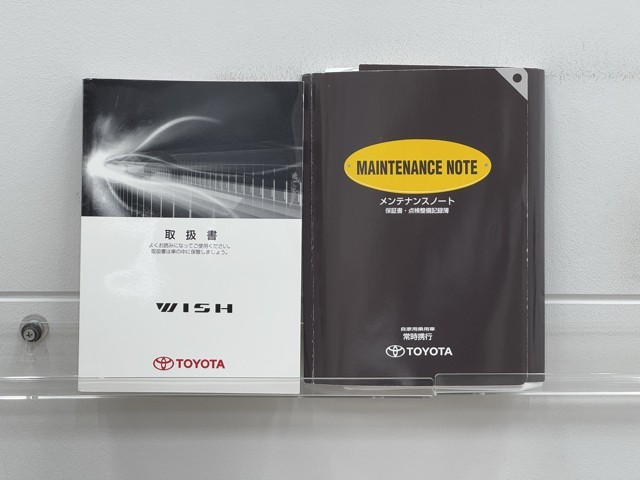 取扱書
よくお読みになってご使用ください。
取扱書は車の中に保管しましょう。
WISH
TOYOTA
MAINTENANCE NOTE
メンテナンスノート
保証書・点検整備記録簿
自家用乗用車
常時携行
TOYOTA